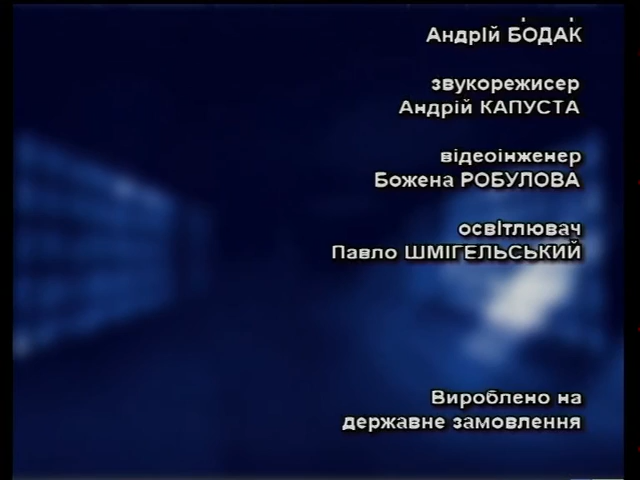 Андрій БОДАК
звукорежисер
Андрій КАПУСТА
відеоінженер
Божена РОБУЛОВА
освітлювач
Павло ШМІГЕЛЬСЬКИЙ
Вироблено на
державне замовлення